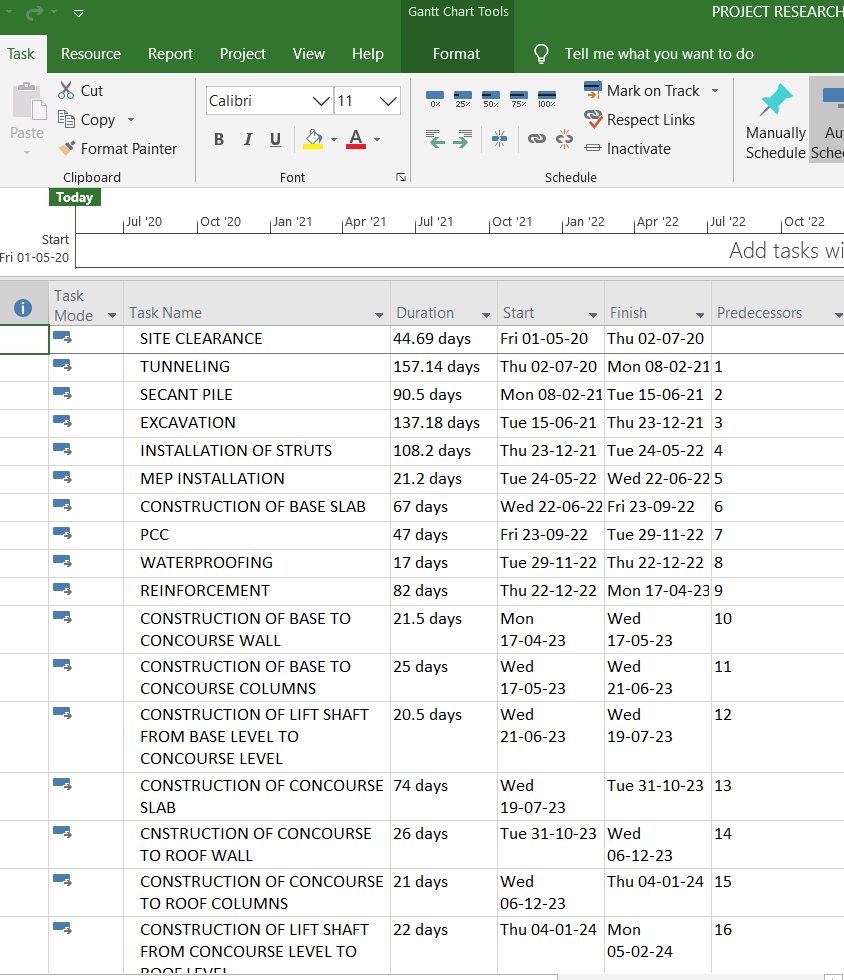 Gantt Chart Tools
PROJECT RESEARCH
Task Resource Report Project View Help Format Tell me what you want to do
Cut
Copy
Paste
Format Painter
Clipboard
Calibri 11
B I U A
Font
0% 25% 50% 75% 100%
Mark on Track
Respect Links
Inactivate
Schedule
Manually
Schedule
Today
Jul '20 Oct '20 Jan '21 Apr '21 Jul '21 Oct '21 Jan '22 Apr '22 Jul '22 Oct '22
Start
Fri 01-05-20
Add tasks wi
Task
Mode Task Name Duration Start Finish Predecessors
SITE CLEARANCE 44.69 days Fri 01-05-20 Thu 02-07-20
TUNNELING 157.14 days Thu 02-07-20 Mon 08-02-21 1
SECANT PILE 90.5 days Mon 08-02-21 Tue 15-06-21 2
EXCAVATION 137.18 days Tue 15-06-21 Thu 23-12-21 3
INSTALLATION OF STRUTS 108.2 days Thu 23-12-21 Tue 24-05-22 4
MEP INSTALLATION 21.2 days Tue 24-05-22 Wed 22-06-22 5
CONSTRUCTION OF BASE SLAB 67 days Wed 22-06-22 Fri 23-09-22 6
PCC 47 days Fri 23-09-22 Tue 29-11-22 7
WATERPROOFING 17 days Tue 29-11-22 Thu 22-12-22 8
REINFORCEMENT 82 days Thu 22-12-22 Mon 17-04-23 9
CONSTRUCTION OF BASE TO 21.5 days Mon Wed 10
CONCOURSE WALL 17-04-23 17-05-23
CONSTRUCTION OF BASE TO 25 days Wed Wed 11
CONCOURSE COLUMNS 17-05-23 21-06-23
CONSTRUCTION OF LIFT SHAFT 20.5 days Wed Wed 12
FROM BASE LEVEL TO 21-06-23 19-07-23
CONCOURSE LEVEL
CONSTRUCTION OF CONCOURSE 74 days Wed Tue 31-10-23 13
SLAB 19-07-23
CNSTRUCTION OF CONCOURSE 26 days Tue 31-10-23 Wed 14
TO ROOF WALL 06-12-23
CONSTRUCTION OF CONCOURSE 21 days Wed Thu 04-01-24 15
TO ROOF COLUMNS 06-12-23
CONSTRUCTION OF LIFT SHAFT 22 days Thu 04-01-24 Mon 16
FROM CONCOURSE LEVEL TO 05-02-24
ROOF LEVEL